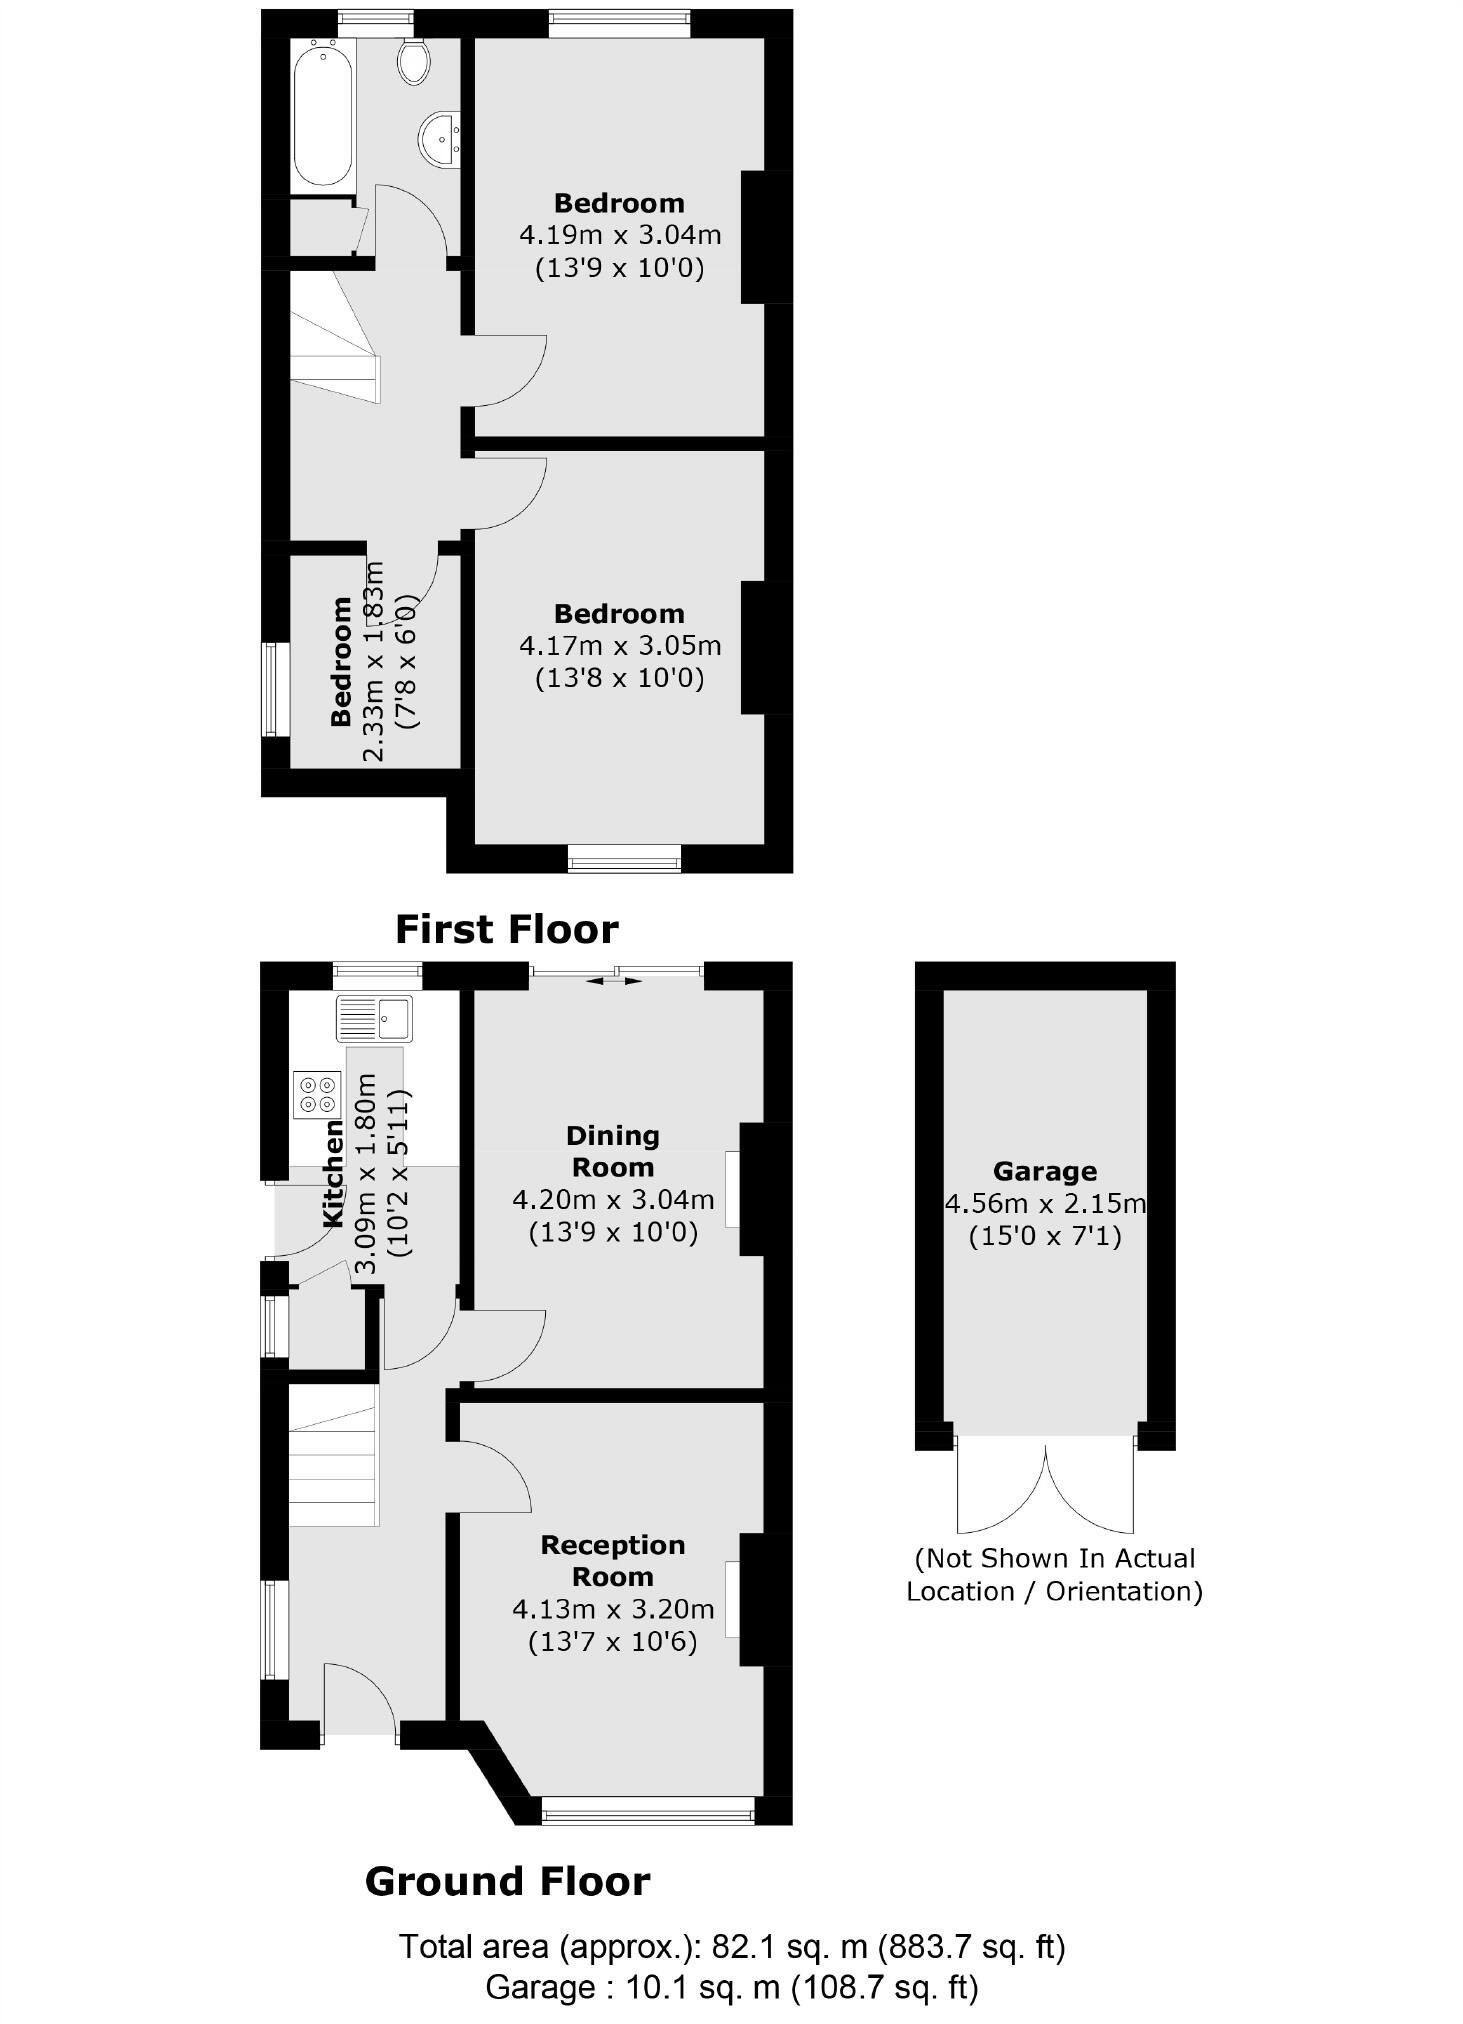 Bedroom
4.19m x 3.04m
(13'9 x 10'0)
Bedroom
2.33m x 1.83m
(7'8 x 6'0)
Bedroom
4.17m x 3.05m
(13'8 x 10'0)
First Floor
Kitchen
3.09m x 1.80m
(10'2 x 5'11)
Dining
Room
4.20m x 3.04m
(13'9 x 10'0)
Garage
4.56m x 2.15m
(15'0 x 7'1)
Reception
Room
4.13m x 3.20m
(13'7 x 10'6)
(Not Shown In Actual
Location / Orientation)
Ground Floor
Total area (approx.): 82.1 sq. m (883.7 sq. ft)
Garage : 10.1 sq. m (108.7 sq. ft)